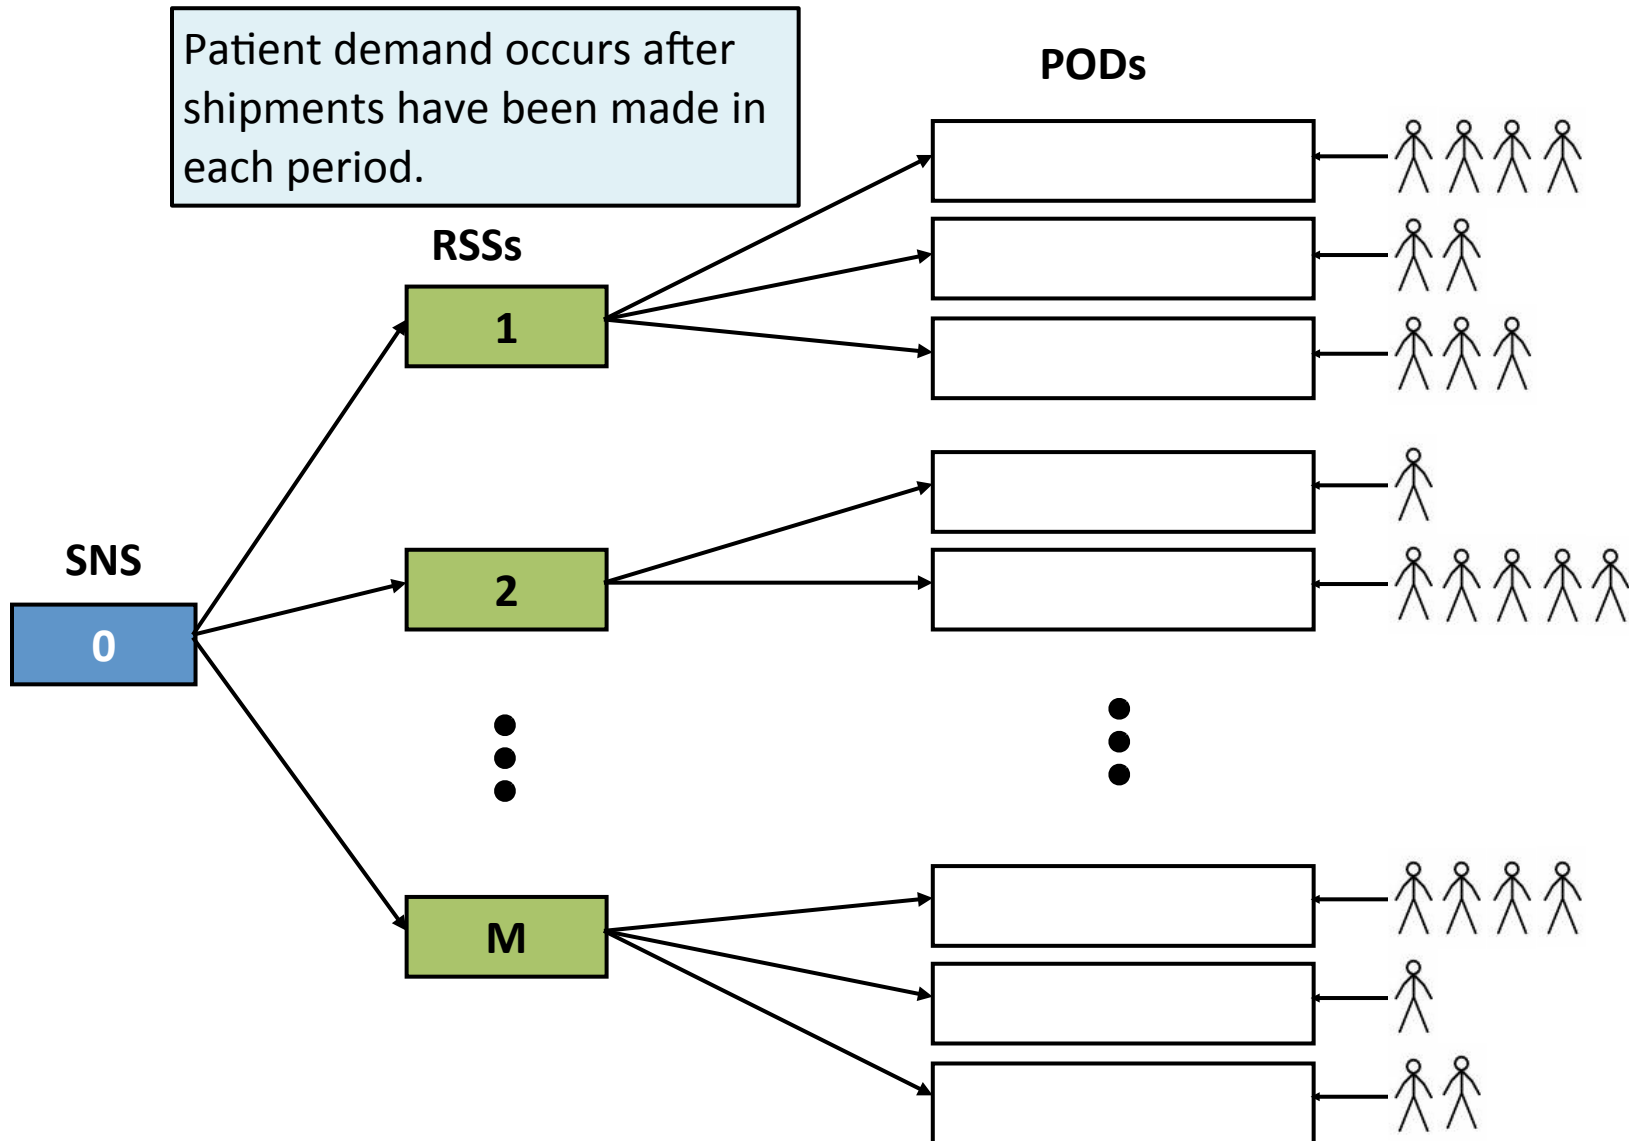 Patient demand occurs after
shipments have been made in
each period.
PODs
RSSs
1
SNS
2
0
M